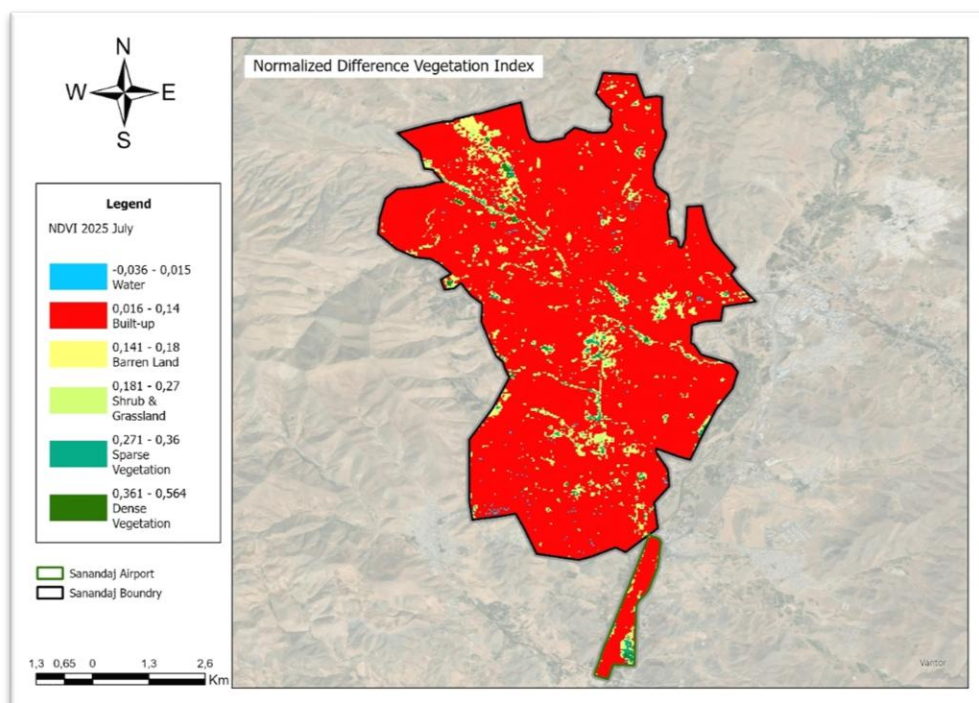 N
W E
S
Normalized Difference Vegetation Index
Legend
NDVI 2025 July
-0,036 - 0,015
Water
0,016 - 0,14
Built-up
0,141 - 0,18
Barren Land
0,181 - 0,27
Shrub &
Grassland
0,271 - 0,36
Sparse
Vegetation
0,361 - 0,564
Dense
Vegetation
Sanandaj Airport
Sanandaj Boundry
1,3 0,65 0 1,3 2,6
Km
Vantor